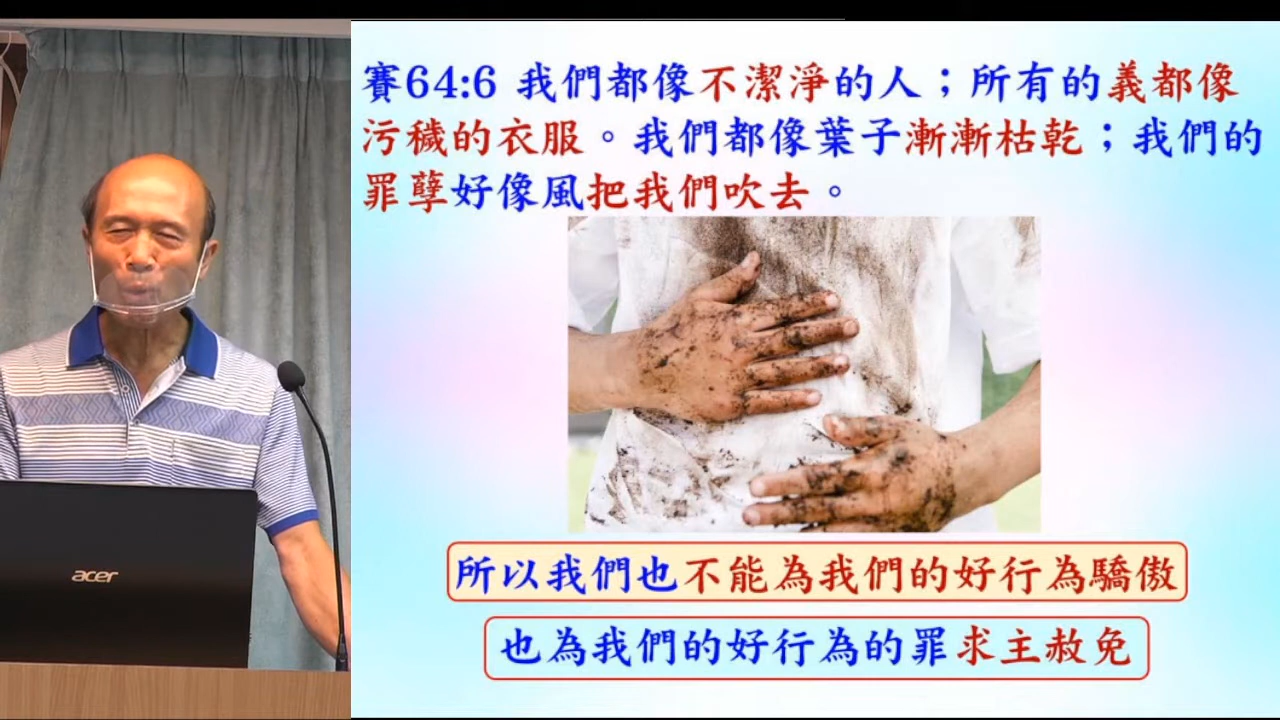 賽64:6 我們都像不潔淨的人；所有的義都像
污穢的衣服。我們都像葉子漸漸枯乾；我們的
罪孽好像風把我們吹去。
所以我們也不能為我們的好行為驕傲
也為我們的好行為的罪求主赦免
acer